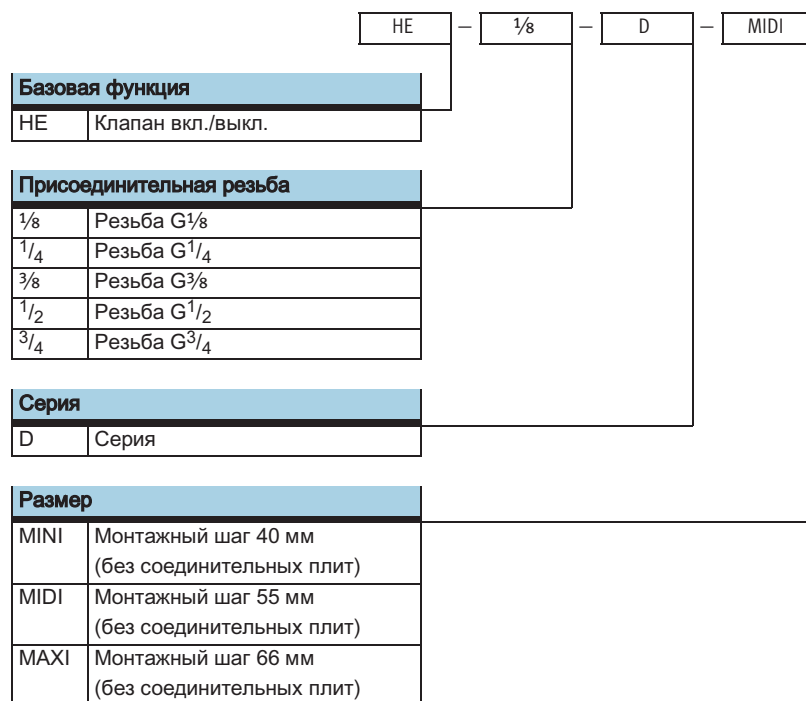 HE – ⅛ – D – MIDI
Базовая функция
HE Клапан вкл./выкл.
Присоединительная резьба
⅛ Резьба G⅛
1/4 Резьба G1/4
⅜ Резьба G⅜
1/2 Резьба G1/2
3/4 Резьба G3/4
Серия
D Серия
Размер
MINI Монтажный шаг 40 мм
(без соединительных плит)
MIDI Монтажный шаг 55 мм
(без соединительных плит)
MAXI Монтажный шаг 66 мм
(без соединительных плит)